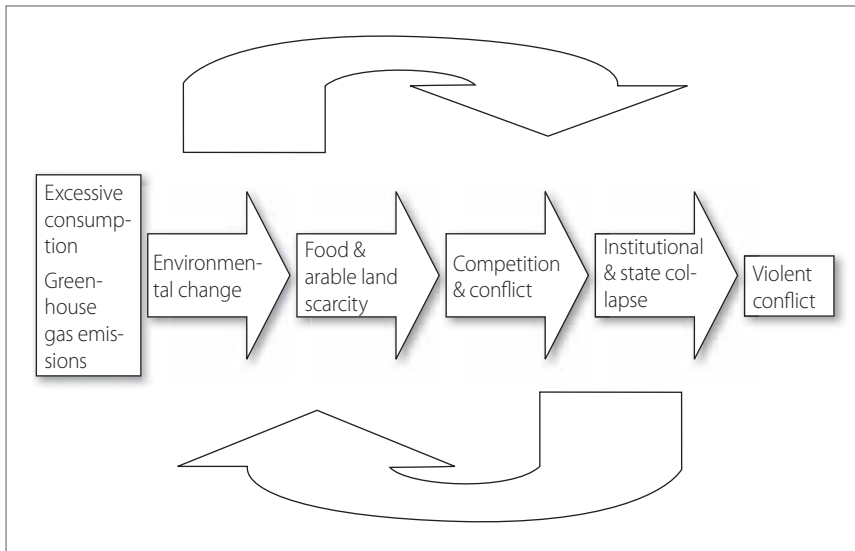 Excessive
consump-
tion
Green-
house
gas emis-
sions
Environmen-
tal change
Food &
arable land
scarcity
Competition
& conflict
Institutional
& state col-
lapse
Violent
conflict